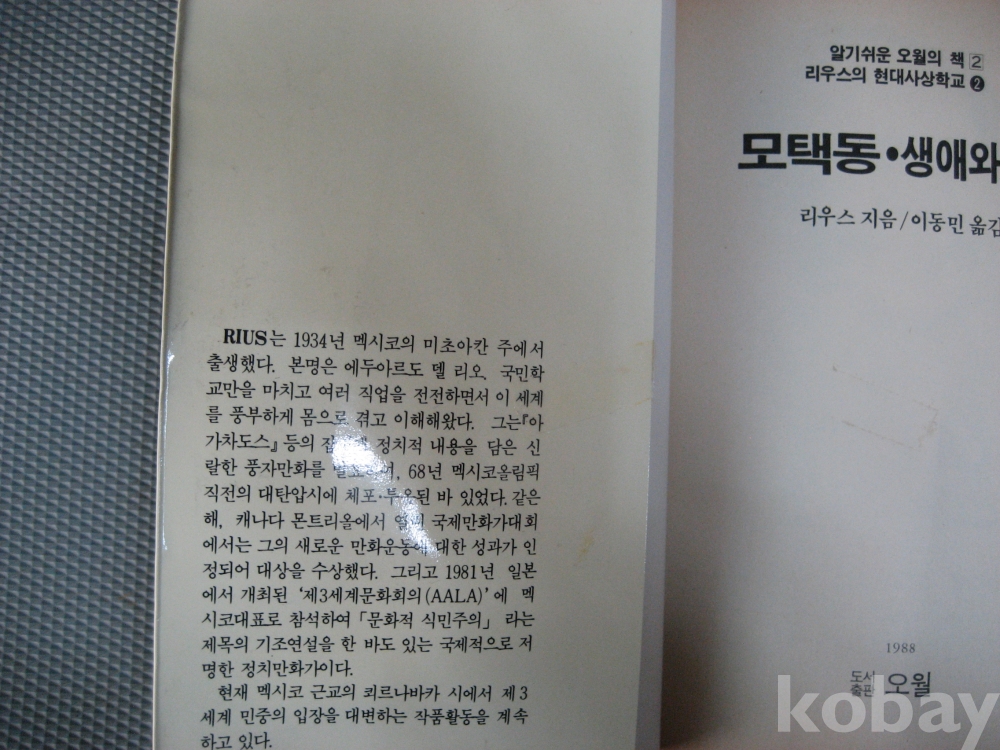 RIUS는 1934년 멕시코의 미초아칸 주에서
출생했다. 본명은 에두아르도 델 리오. 국민학
교만을 마치고 여러 직업을 전전하면서 이 세계
를 풍부하게 몸으로 겪고 이해해왔다. 그는『아
가차도스』 등의 정치적 내용을 담은 신
랄한 풍자만화를 68년 멕시코올림픽
직전의 대탄압시에 체포·투옥된 바 있었다. 같은
해, 캐나다 몬트리올에서 국제만화가대회
에서는 그의 새로운 만화운동에 대한 성과가 인
정되어 대상을 수상했다. 그리고 1981년 일본
에서 개최된 '제3세계문화회의(AALA)'에 멕
시코대표로 참석하여 「문화적 식민주의」 라는
제목의 기조연설을 한 바도 있는 국제적으로 저
명한 정치만화가이다.
현재 멕시코 근교의 쾨르나바카 시에서 제3
세계 민중의 입장을 대변하는 작품활동을 계속
하고 있다.
알기쉬운 오월의 책 2
리우스의 현대사상학교 ❷
모택동·생애와
리우스 지음/이동민 옮김
1988
도서
출판 오월
kobay